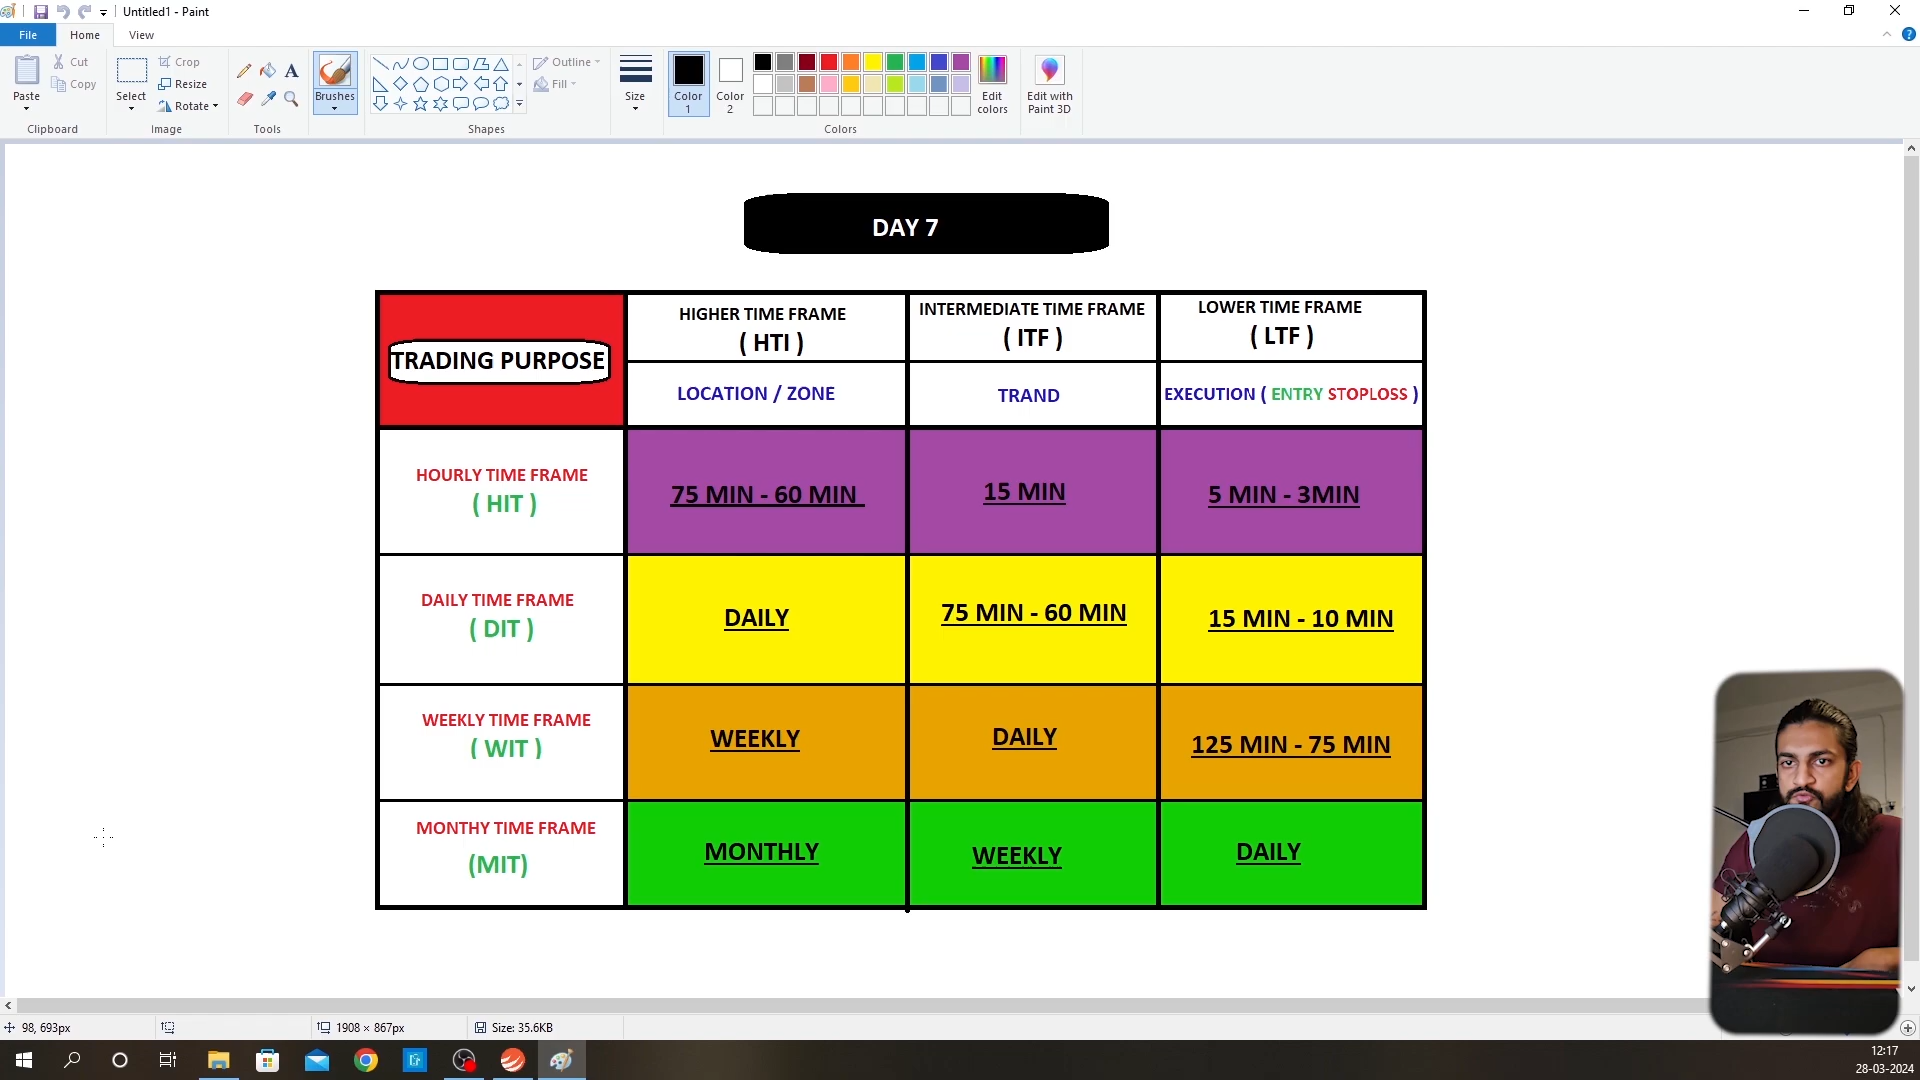 Untitled1 - Paint
File Home View
Paste
Cut
Copy
Clipboard
Select
Crop
Resize
Rotate
Image
A
Tools
Brushes
Outline
Fill
Shapes
Size
Color
1
Color
2
Edit
colors
Colors
Edit with
Paint 3D
DAY 7
TRADING PURPOSE
HIGHER TIME FRAME
( HTI )
INTERMEDIATE TIME FRAME
( ITF )
LOWER TIME FRAME
( LTF )
LOCATION / ZONE
TRAND
EXECUTION ( ENTRY STOPLOSS )
HOURLY TIME FRAME
( HIT )
75 MIN - 60 MIN
15 MIN
5 MIN - 3MIN
DAILY TIME FRAME
( DIT )
DAILY
75 MIN - 60 MIN
15 MIN - 10 MIN
WEEKLY TIME FRAME
( WIT )
WEEKLY
DAILY
125 MIN - 75 MIN
MONTHY TIME FRAME
(MIT)
MONTHLY
WEEKLY
DAILY
98, 693px
1908 × 867px
Size: 35.6KB
12:17
28-03-2024